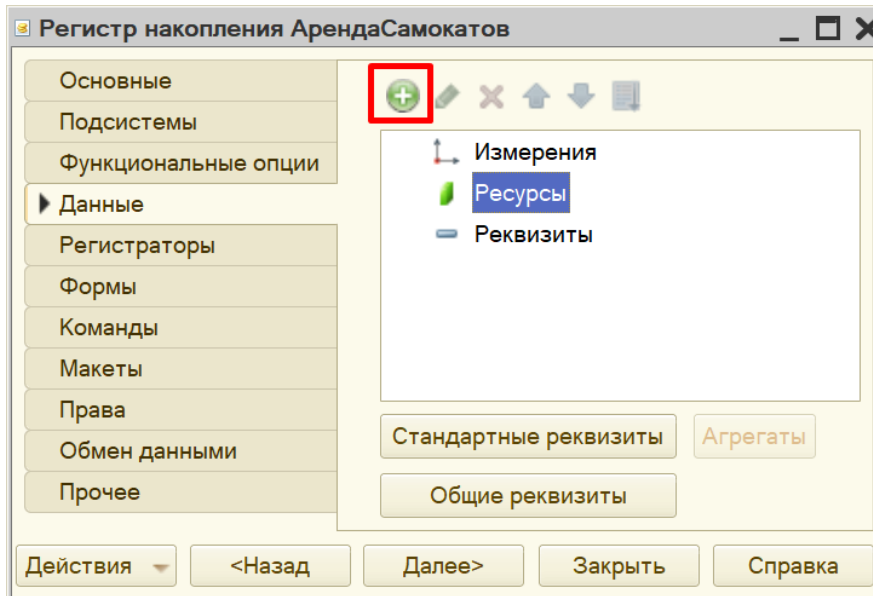 Регистр накопления АрендаСамокатов
Основные
Подсистемы
Функциональные опции
Данные
Регистраторы
Формы
Команды
Макеты
Права
Обмен данными
Прочее
Измерения
Ресурсы
Реквизиты
Стандартные реквизиты
Агрегаты
Общие реквизиты
Действия
<Назад
Далее>
Закрыть
Справка